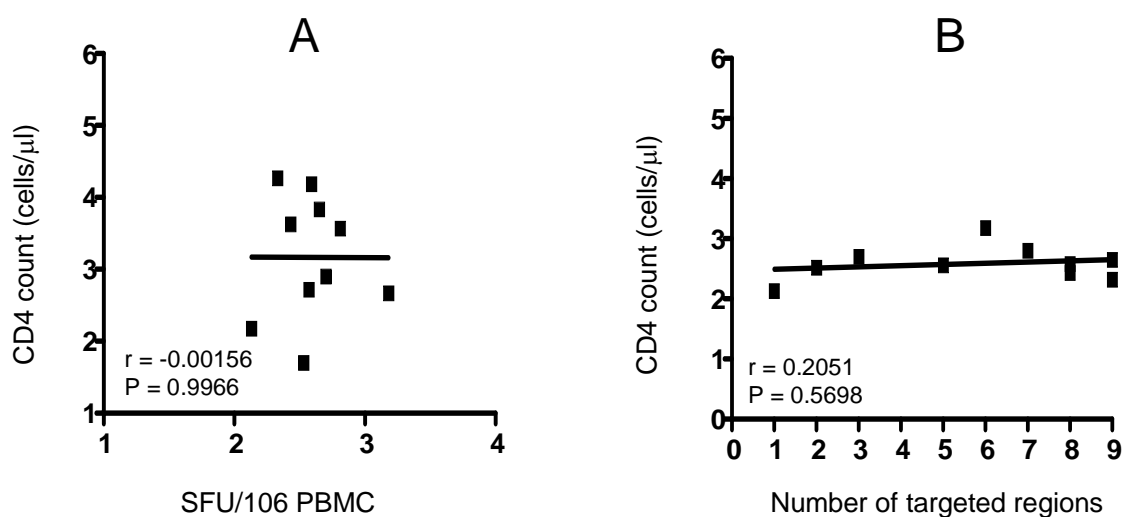 A
6
5
4
3
2
1
CD4 count (cells/µl)
r = -0.00156
P = 0.9966
1
2
3
4
SFU/106 PBMC
B
6
5
4
3
2
1
0
CD4 count (cells/µl)
r = 0.2051
P = 0.5698
0 1 2 3 4 5 6 7 8 9
Number of targeted regions